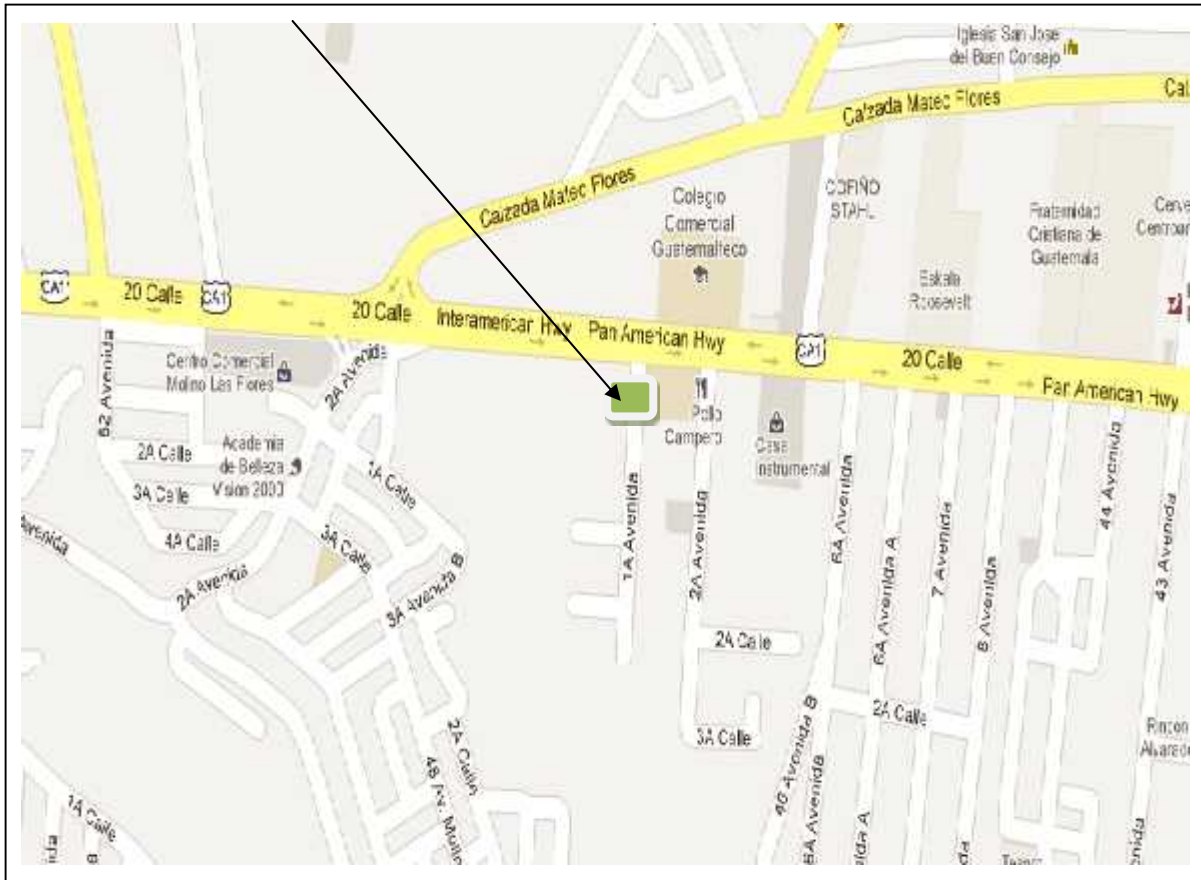 Iglesia San Jose
del Buen Consejo
Calzada Mateo Flores
Calzada Mateo Flores
Colegio
Comercial
Guatemalteco
COFIÑO
STAHL
Fraternidad
Cristiana de
Guatemala
Eskala
Roosevelt
CA1
20 Calle
CA1
20 Calle
Interamerican Hwy
Pan American Hwy
CA1
20 Calle
Pan American Hwy
Centro Comercial
Molino Las Flores
2A Avenida
Pollo
Campero
Casa
Instrumental
62 Avenida
2A Calle
Academia
de Belleza
Vision 2000
3A Calle
4A Calle
1A Calle
3A Calle
2A Avenida
3A Avenida B
1A Avenida
2A Avenida
6A Avenida
6A Avenida A
7 Avenida
8 Avenida
44 Avenida
43 Avenida
2A Calle
3A Calle
2A Calle
46 Avenida B
6A Avenida
2A Calle
1A Calle
Rincon